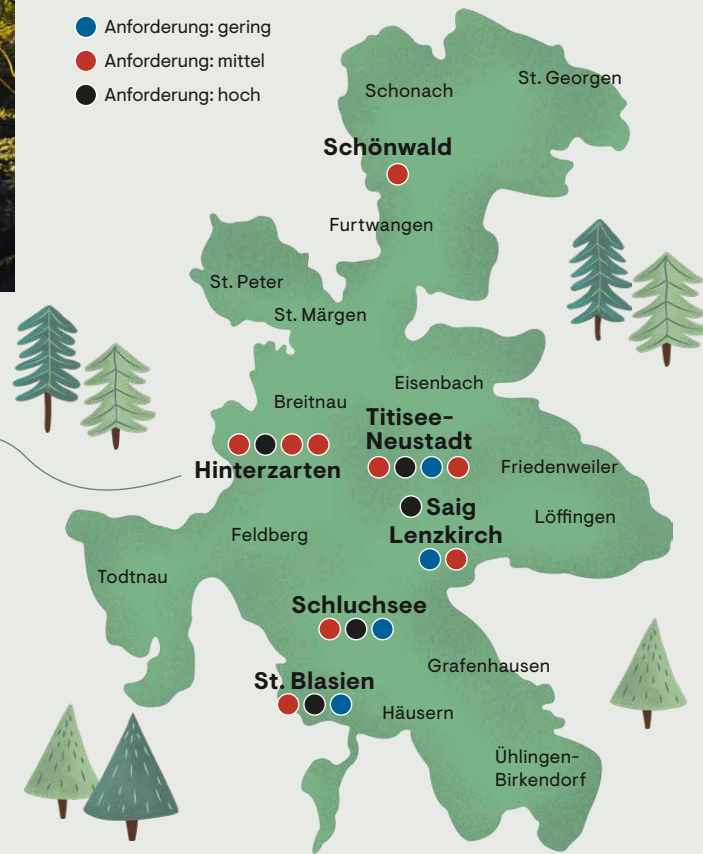 Anforderung: gering
Anforderung: mittel
Anforderung: hoch
St. Georgen
Schonach
Schönwald
Furtwangen
St. Peter
St. Märgen
Eisenbach
Breitnau
Titisee-
Neustadt
Hinterzarten
Friedenweiler
Saig
Löffingen
Lenzkirch
Feldberg
Todtnau
Schluchsee
Grafenhausen
St. Blasien
Häusern
Ühlingen-
Birkendorf